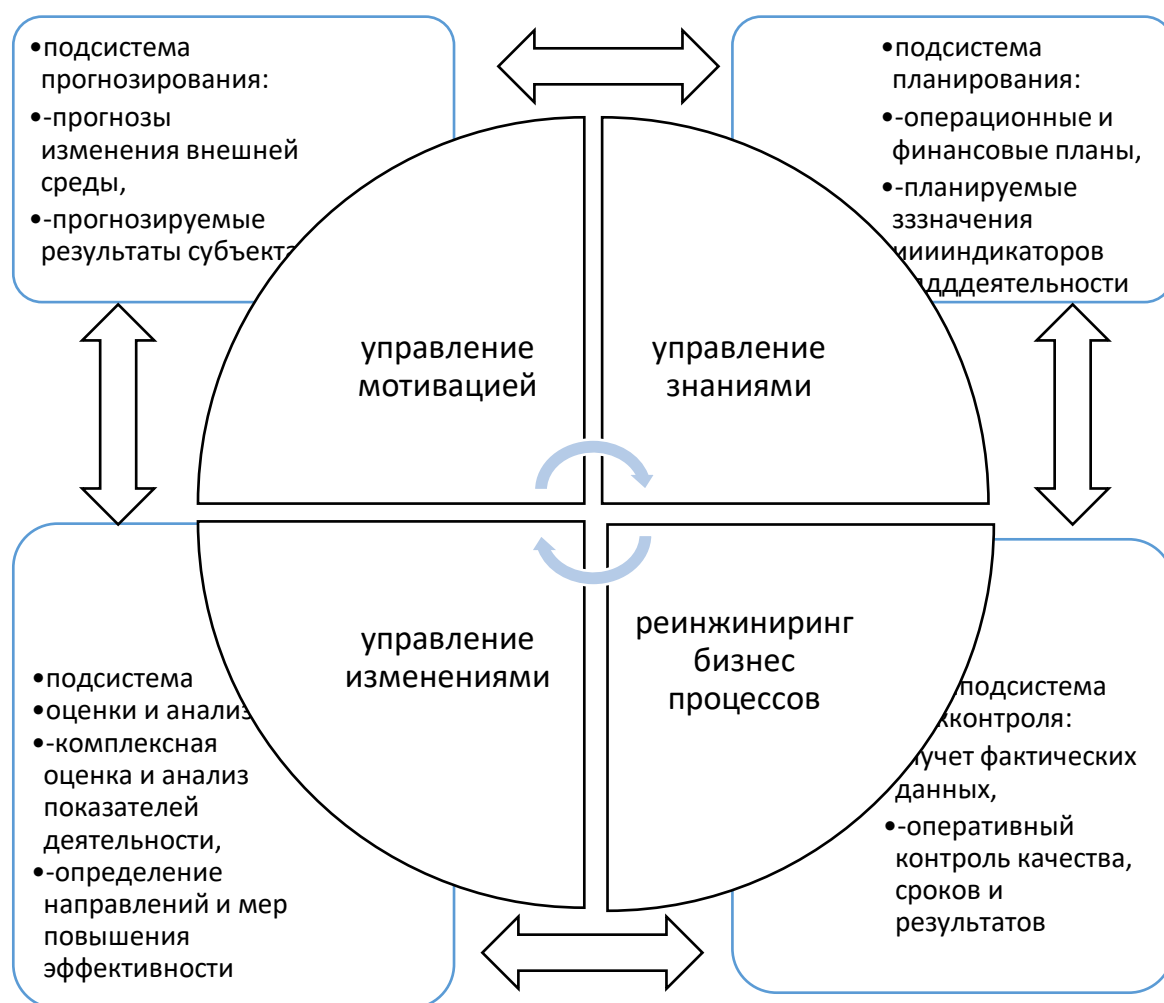 •подсистема
прогнозирования:
•-прогнозы
изменения внешней
среды,
•-прогнозируемые
результаты субъекта
•подсистема
планирования:
•-операционные и
финансовые планы,
•-планируемые
зззначения
ииииндикаторов
ддддеятельности
управление
мотивацией
управление
знаниями
управление
изменениями
реинжиниринг
бизнес
процессов
•подсистема
•оценки и анализ
•-комплексная
оценка и анализ
показателей
деятельности,
•-определение
направлений и мер
повышения
эффективности
подсистема
кконтроля:
учет фактических
данных,
•-оперативный
контроль качества,
сроков и
результатов